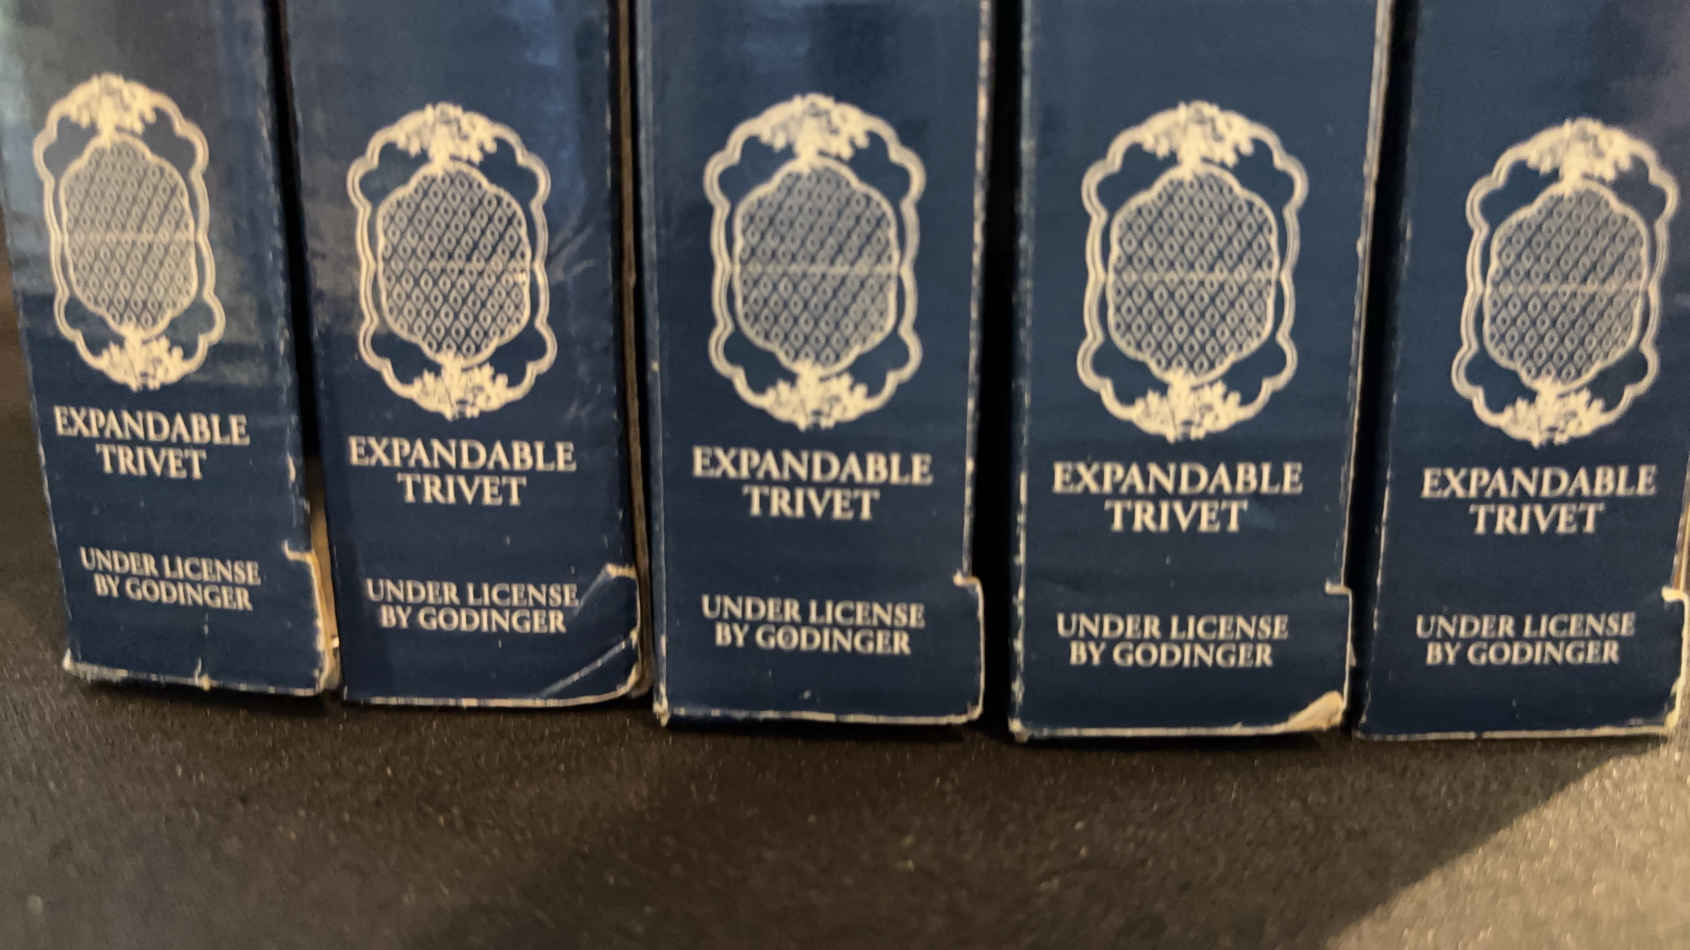 EXPANDABLE
TRIVET
UNDER LICENSE
BY GODINGER
EXPANDABLE
TRIVET
UNDER LICENSE
BY GODINGER
EXPANDABLE
TRIVET
UNDER LICENSE
BY GODINGER
EXPANDABLE
TRIVET
UNDER LICENSE
BY GODINGER
EXPANDABLE
TRIVET
UNDER LICENSE
BY GODINGER